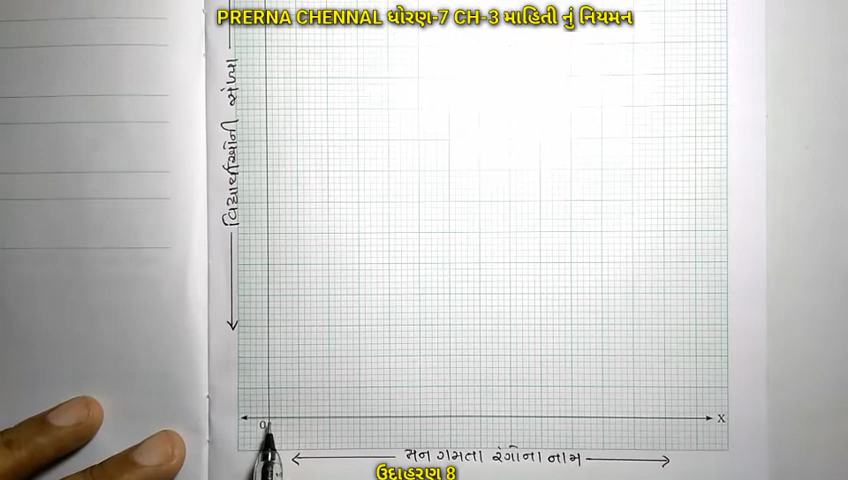 PRERNA CHENNAL ધોરણ-7 CH-3 માહિતી નું નિયમન
વિદ્યાર્થીઓની સંખ્યા
0
X
મન ગમતા રંગોના નામ
ઉદાહરણ 8